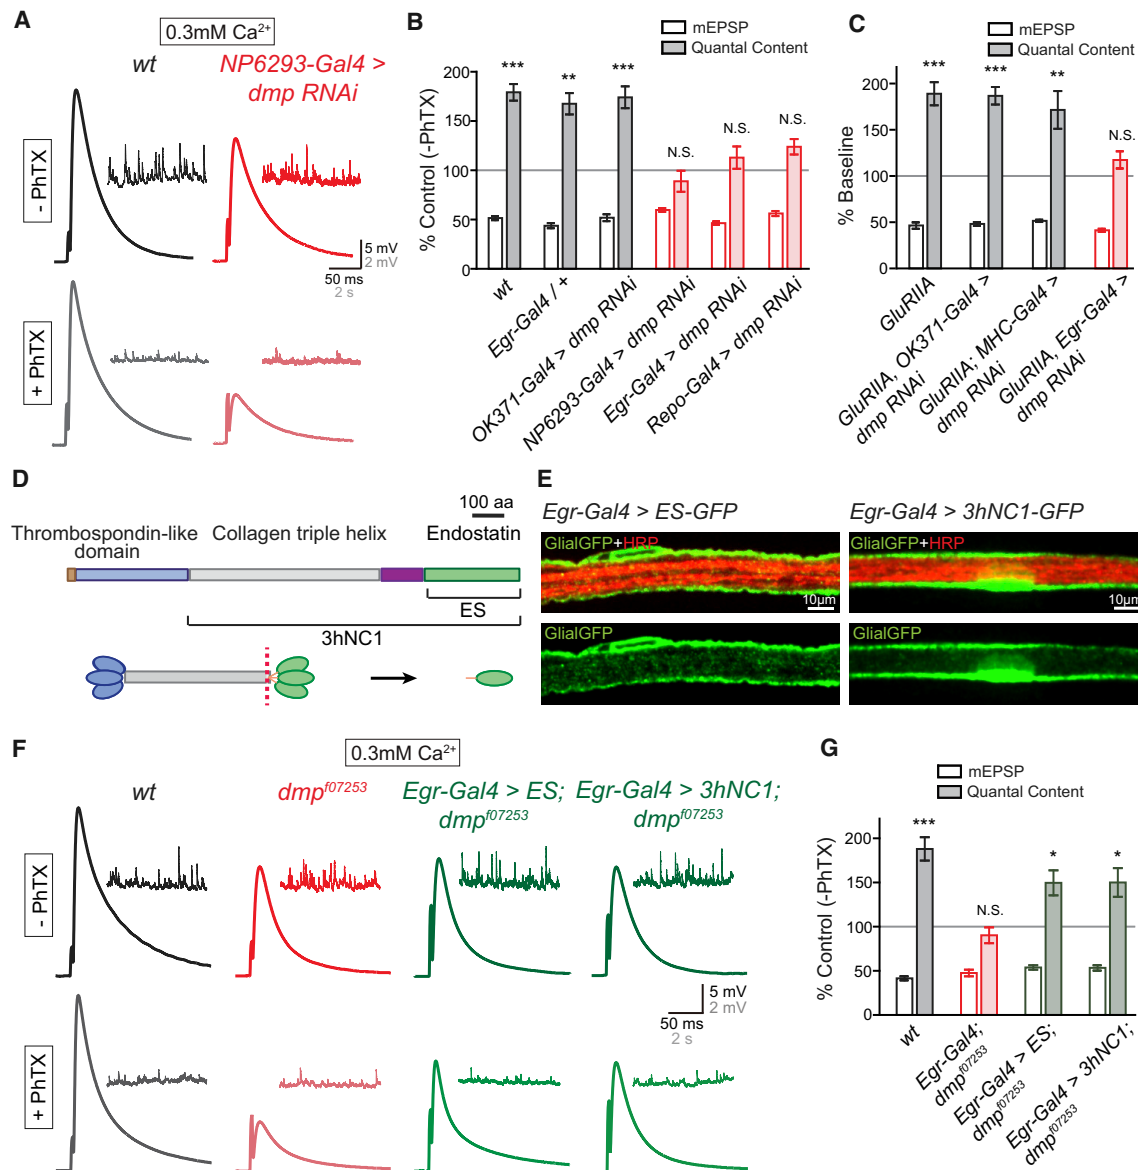 A
0.3mM Ca2+
wt
NP6293-Gal4 >
dmp RNAi
- PhTX
5 mV
2 mV
50 ms
2 s
+ PhTX
B
mEPSP
Quantal Content
% Control (-PhTX)
200
150
100
50
0
***
**
***
N.S.
N.S.
N.S.
wt
Egr-Gal4 / +
OK371-Gal4 > dmp RNAi
NP6293-Gal4 > dmp RNAi
Egr-Gal4 > dmp RNAi
Repo-Gal4 > dmp RNAi
C
mEPSP
Quantal Content
% Baseline
200
150
100
50
0
***
***
**
N.S.
GluRIIA
GluRIIA, OK371-Gal4 >
dmp RNAi
GluRIIA; MHC-Gal4 >
dmp RNAi
GluRIIA, Egr-Gal4 >
dmp RNAi
D
100 aa
Thrombospondin-like
domain
Collagen triple helix
Endostatin
ES
3hNC1
E
Egr-Gal4 > ES-GFP
Egr-Gal4 > 3hNC1-GFP
GlialGFP+HRP
10μm
GlialGFP+HRP
10μm
GlialGFP
GlialGFP
F
0.3mM Ca2+
wt
dmpf07253
Egr-Gal4 > ES;
dmpf07253
Egr-Gal4 > 3hNC1;
dmpf07253
- PhTX
5 mV
2 mV
50 ms
2 s
+ PhTX
G
mEPSP
Quantal Content
% Control (-PhTX)
200
150
100
50
0
***
N.S.
*
*
wt
Egr-Gal4;
dmpf07253
Egr-Gal4 > ES;
dmpf07253
Egr-Gal4 > 3hNC1;
dmpf07253